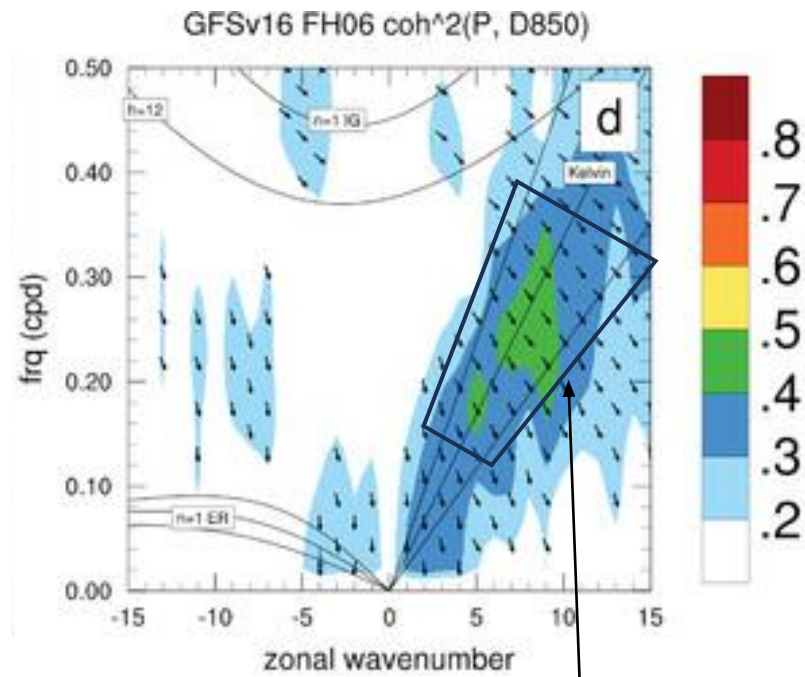 GFSv16 FH06 coh^2(P, D850)
0.50
0.40
0.30
0.20
0.10
0.00
frq (cpd)
h=12
n=1 IG
d
Kelvin
n=1 ER
-15 -10 -5 0 5 10 15
zonal wavenumber
.8
.7
.6
.5
.4
.3
.2